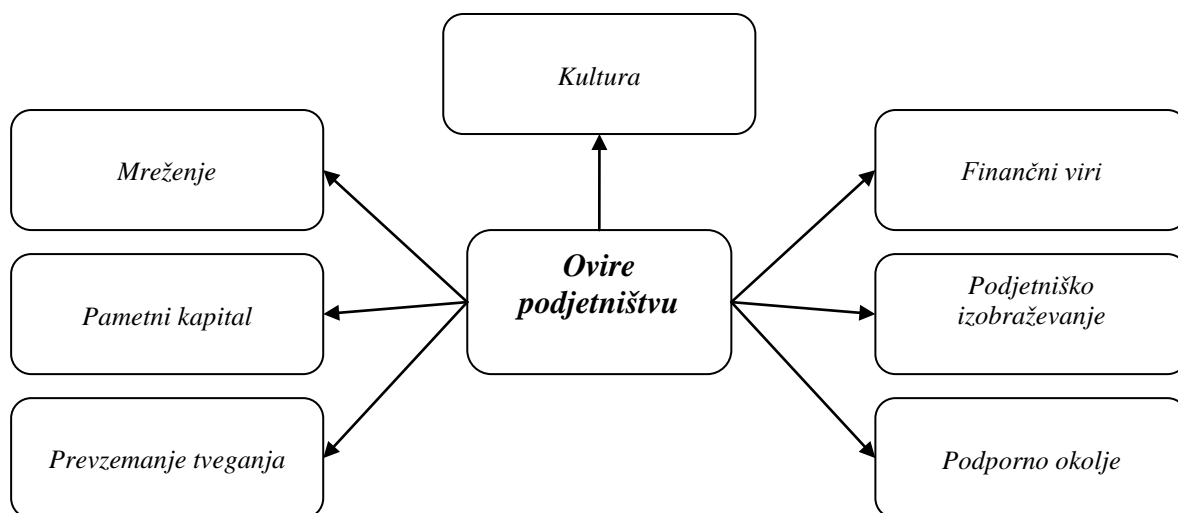 Kultura
Mreženje
Finančni viri
Ovire
podjetništvu
Pametni kapital
Podjetniško
izobraževanje
Prevzemanje tveganja
Podporno okolje